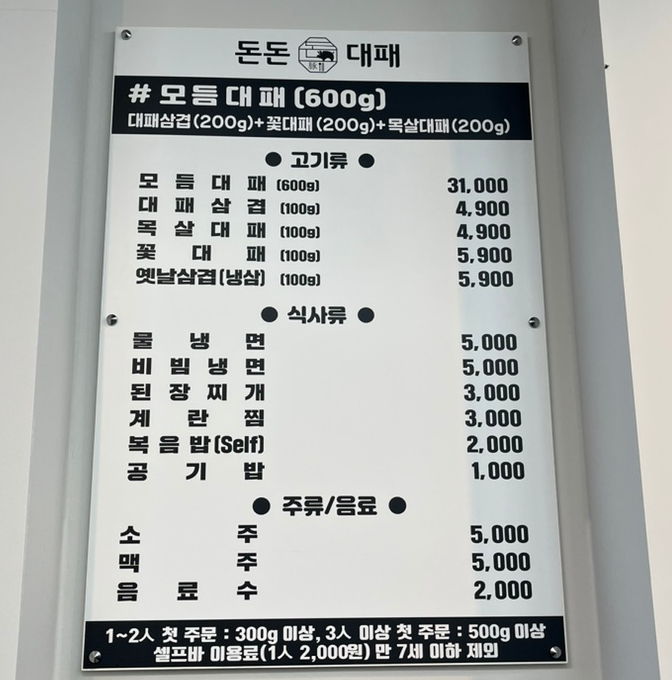 돈돈 대패
# 모듬대패 (600g)
대패삼겹(200g)+꽃대패(200g)+목살대패(200g)
● 고기류 ●
모듬대패 (600g) 31,000
대패삼겹 (100g) 4,900
목살대패 (100g) 4,900
꽃대패 (100g) 5,900
옛날삼겹(냉삼) (100g) 5,900
● 식사류 ●
물냉면 5,000
비빔냉면 5,000
된장찌개 3,000
계란찜 3,000
복음밥(Self) 2,000
공기밥 1,000
● 주류/음료 ●
소주 5,000
맥주 5,000
음료수 2,000
1~2人 첫 주문 : 300g 이상, 3人 이상 첫 주문 : 500g 이상
셀프바 이용료(1人 2,000원) 만 7세 이하 제외